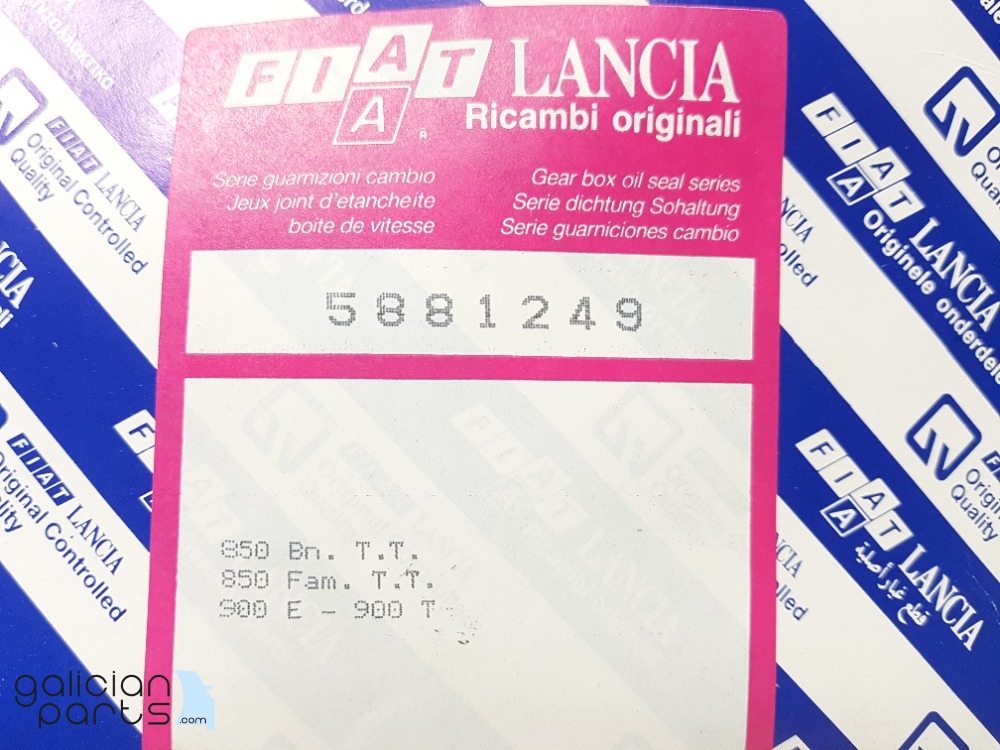 FIAT LANCIA
A
R
Ricambi originali
Serie guarnizioni cambio
Jeux joint d'etancheite
boite de vitesse
Gear box oil seal series
Serie dichtung Sohaltung
Serie guarniciones cambio
5881249
850 Bn. T.T.
850 Fam. T.T.
900 E - 900 T
FIAT LANCIA
Original Controlled
Quality
FIAT LANCIA
Original Controlled
FIAT LANCIA
A
Originele onderdele
FIAT LANCIA
A
قطع غيار أصلية
Quality
galician
parts.com